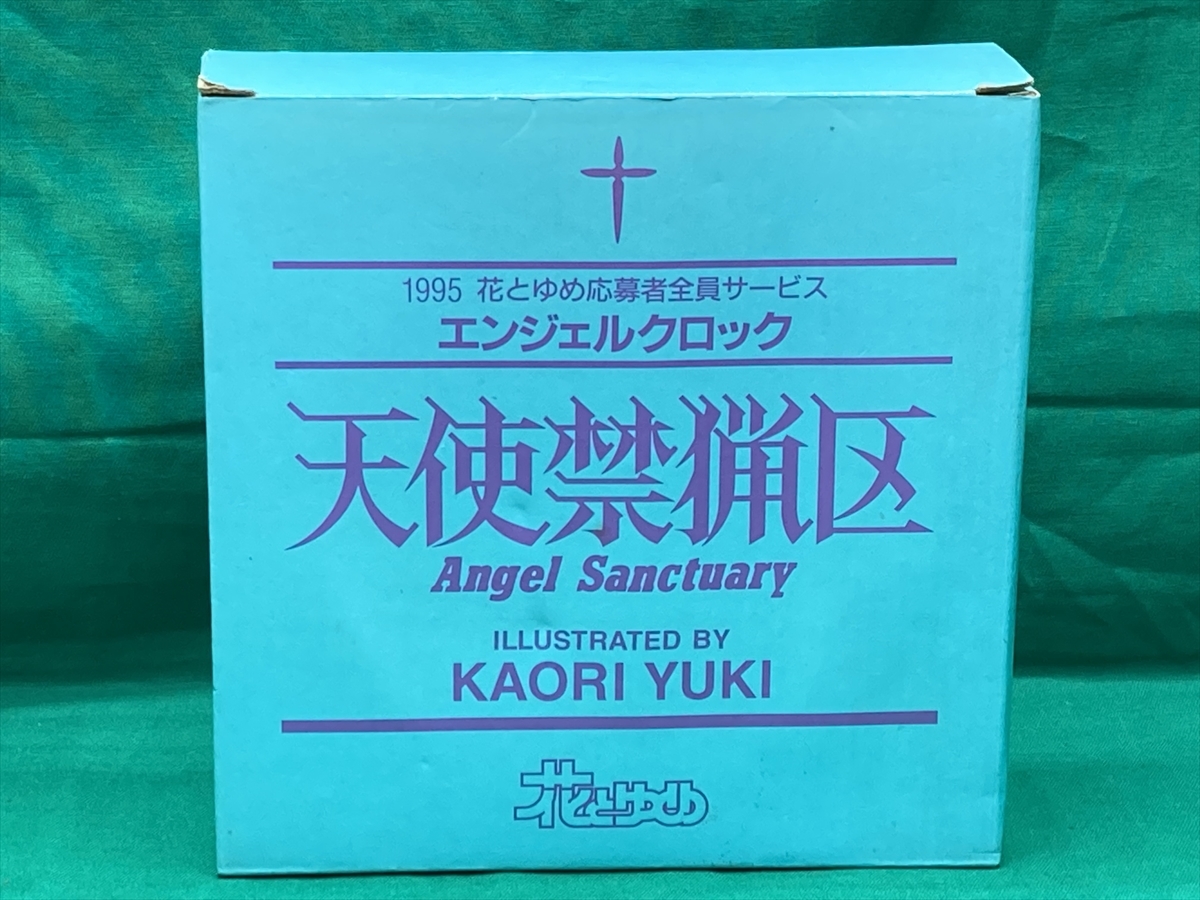 1995 花とゆめ応募者全員サービス
エンジェルクロック
天使禁猟区
Angel Sanctuary
ILLUSTRATED BY
KAORI YUKI
花とゆめ